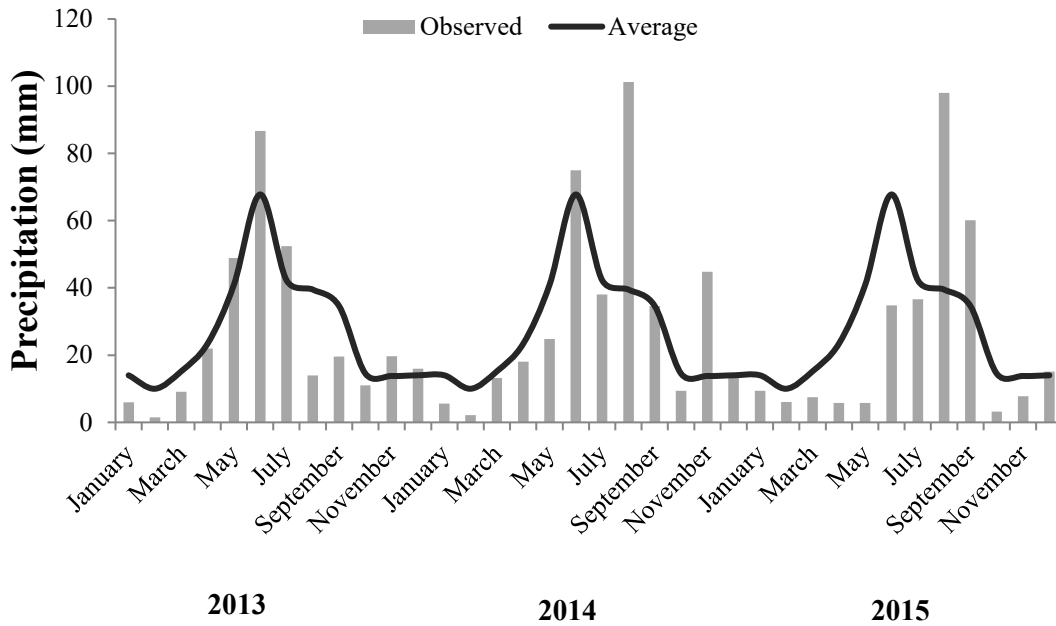 Precipitation (mm)
120
100
80
60
40
20
0
Observed
Average
January
March
May
July
September
November
January
March
May
July
September
November
January
March
May
July
September
November
2013
2014
2015